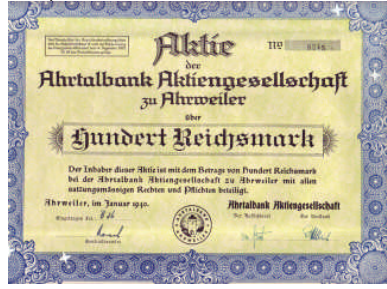 Aktie
Nº
der
Ahrtalbank Aktiengesellschaft
zu Ahrweiler
über
Hundert Reichsmark
Der Inhaber dieser Aktie ist mit dem Betrage von Hundert Reichsmark
bei der Ahrtalbank Aktiengesellschaft zu Ahrweiler mit allen
satzungsmässigen Rechten und Pflichten beteiligt.
Ahrweiler, im Januar 1940.
Ahrtalbank Aktiengesellschaft
Der Aufsichtsrat
Der Vorstand
Eingetragen